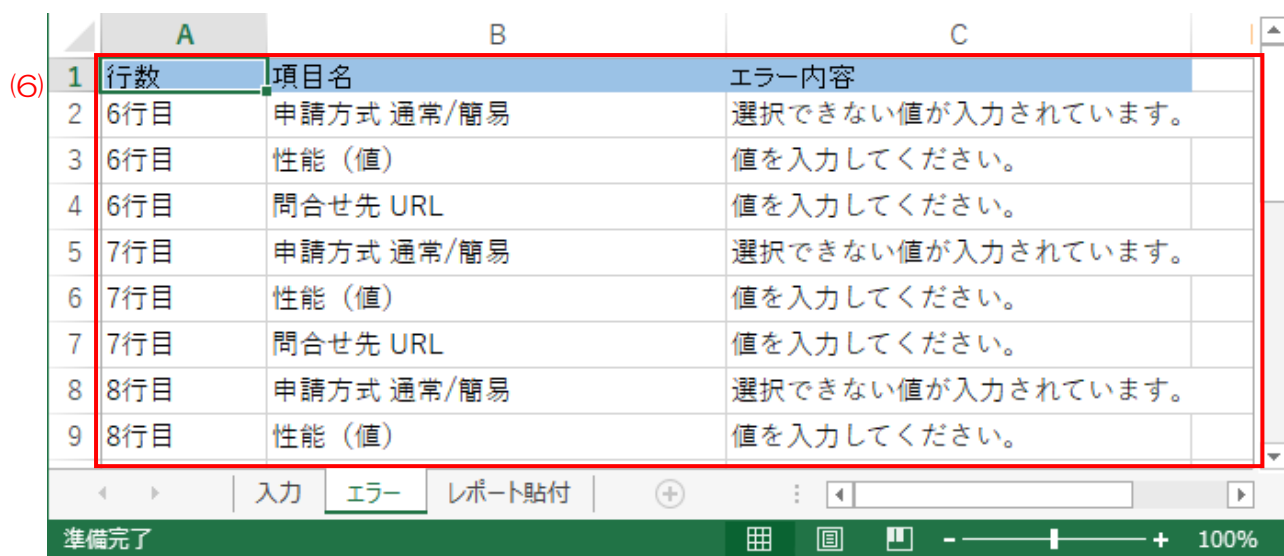 A B C
(6)
1 行数 項目名 エラー内容
2 6行目 申請方式 通常/簡易 選択できない値が入力されています。
3 6行目 性能（値） 値を入力してください。
4 6行目 問合せ先 URL 値を入力してください。
5 7行目 申請方式 通常/簡易 選択できない値が入力されています。
6 7行目 性能（値） 値を入力してください。
7 7行目 問合せ先 URL 値を入力してください。
8 8行目 申請方式 通常/簡易 選択できない値が入力されています。
9 8行目 性能（値） 値を入力してください。
入力 エラー レポート貼付
準備完了 100%